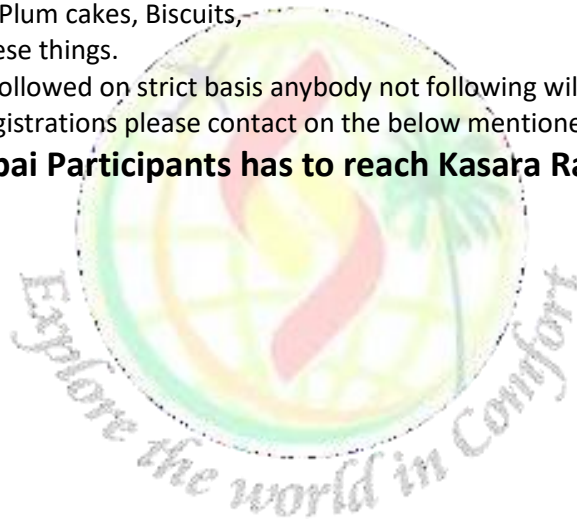 Plum cakes, Biscuits,
ese things.
ollowed on strict basis anybody not following wil
gistrations please contact on the below mentione
bai Participants has to reach Kasara Ra
Explore the world in Comfort